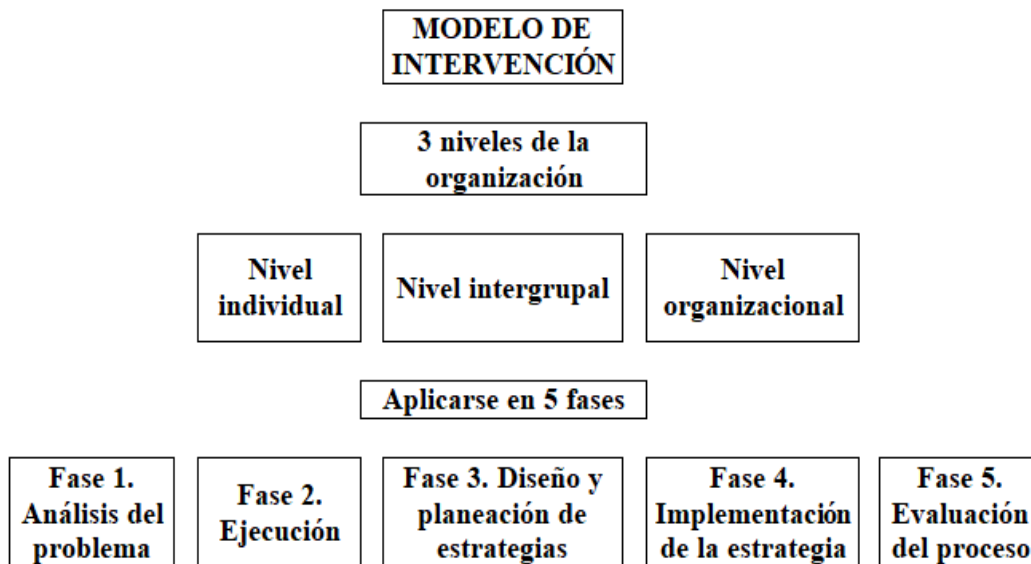 MODELO DE
INTERVENCIÓN
3 niveles de la
organización
Nivel
individual
Nivel intergrupal
Nivel
organizacional
Aplicarse en 5 fases
Fase 1.
Análisis del
problema
Fase 2.
Ejecución
Fase 3. Diseño y
planeación de
estrategias
Fase 4.
Implementación
de la estrategia
Fase 5.
Evaluación
del proceso